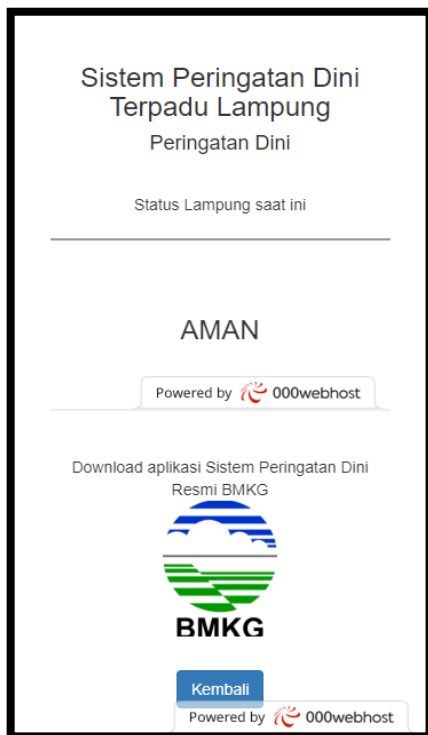 Sistem Peringatan Dini
Terpadu Lampung
Peringatan Dini
Status Lampung saat ini
AMAN
Powered by 000webhost
Download aplikasi Sistem Peringatan Dini
Resmi BMKG
BMKG
Kembali
Powered by 000webhost